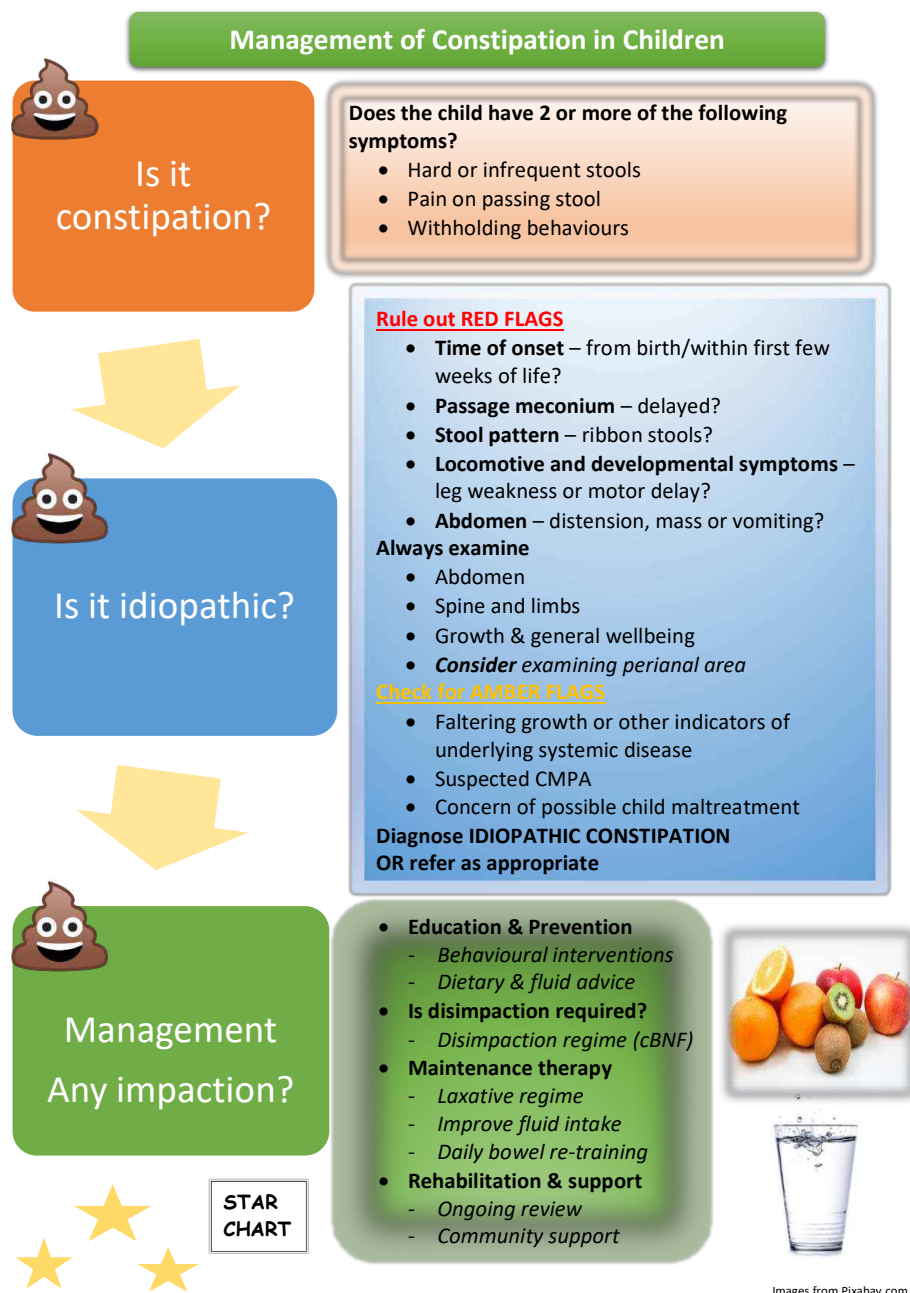 Management of Constipation in Children
Is it
constipation?
Does the child have 2 or more of the following
symptoms?
• Hard or infrequent stools
• Pain on passing stool
• Withholding behaviours
Is it idiopathic?
Rule out RED FLAGS
• Time of onset – from birth/within first few
weeks of life?
• Passage meconium – delayed?
• Stool pattern – ribbon stools?
• Locomotive and developmental symptoms –
leg weakness or motor delay?
• Abdomen – distension, mass or vomiting?
Always examine
• Abdomen
• Spine and limbs
• Growth & general wellbeing
• Consider examining perianal area
Check for AMBER FLAGS
• Faltering growth or other indicators of
underlying systemic disease
• Suspected CMPA
• Concern of possible child maltreatment
Diagnose IDIOPATHIC CONSTIPATION
OR refer as appropriate
Management
Any impaction?
• Education & Prevention
- Behavioural interventions
- Dietary & fluid advice
• Is disimpaction required?
- Disimpaction regime (cBNF)
• Maintenance therapy
- Laxative regime
- Improve fluid intake
- Daily bowel re-training
• Rehabilitation & support
- Ongoing review
- Community support
STAR
CHART
Images from Pixabay.com